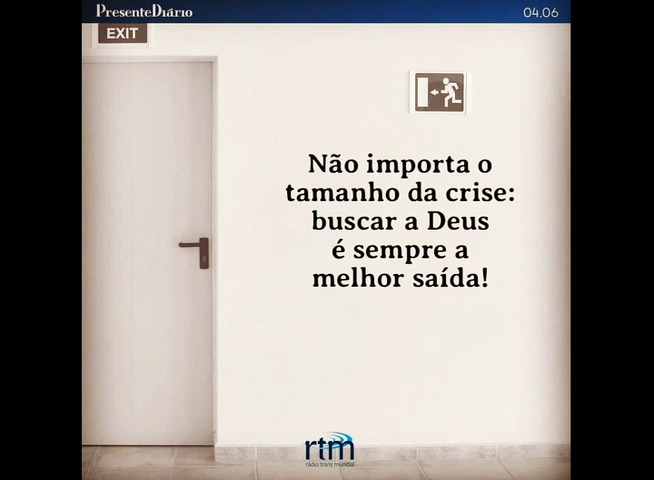 PresenteDiário
04.06
EXIT
Não importa o
tamanho da crise:
buscar a Deus
é sempre a
melhor saída!
rtm
rádio trans mundial